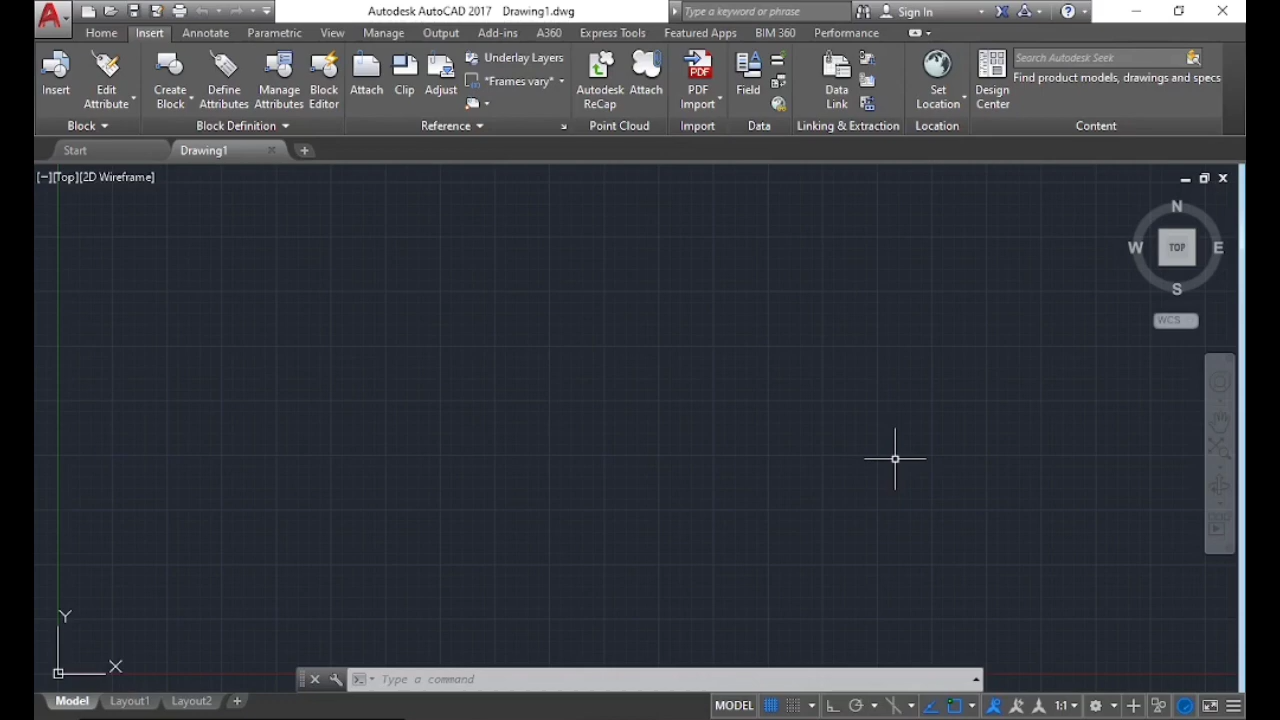 Autodesk AutoCAD 2017 Drawing1.dwg
Type a keyword or phrase
Sign In
Home Insert Annotate Parametric View Manage Output Add-ins A360 Express Tools Featured Apps BIM 360 Performance
Insert
Edit
Attribute
Create
Block
Define
Attributes
Manage
Attributes
Block
Editor
Attach
Clip
Adjust
Underlay Layers
*Frames vary*
Autodesk
ReCap
Attach
PDF
PDF
Import
Field
Data
Link
Set
Location
Design
Center
Search Autodesk Seek
Find product models, drawings and specs
Block Block Definition Reference Point Cloud Import Data Linking & Extraction Location Content
Start Drawing1
[−][Top][2D Wireframe]
N
W TOP E
S
WCS
Y
X
Type a command
Model Layout1 Layout2 MODEL 1:1